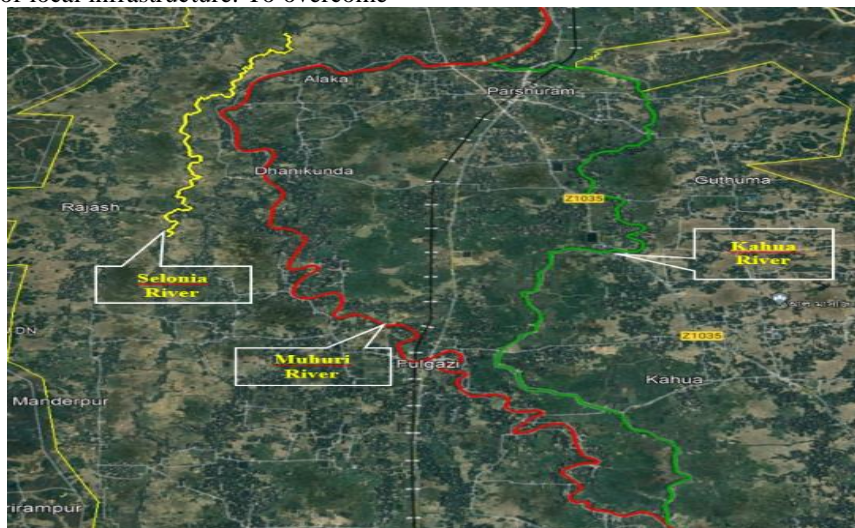 of local infrastructure. To overcome
Alaka
Parshuram
Dhanikunda
Guthuma
Z1035
Rajash
Kahua
River
Selonia
River
DN
Z1035
Muhuri
River
Fulgazi
Kahua
Manderpur
rirampur